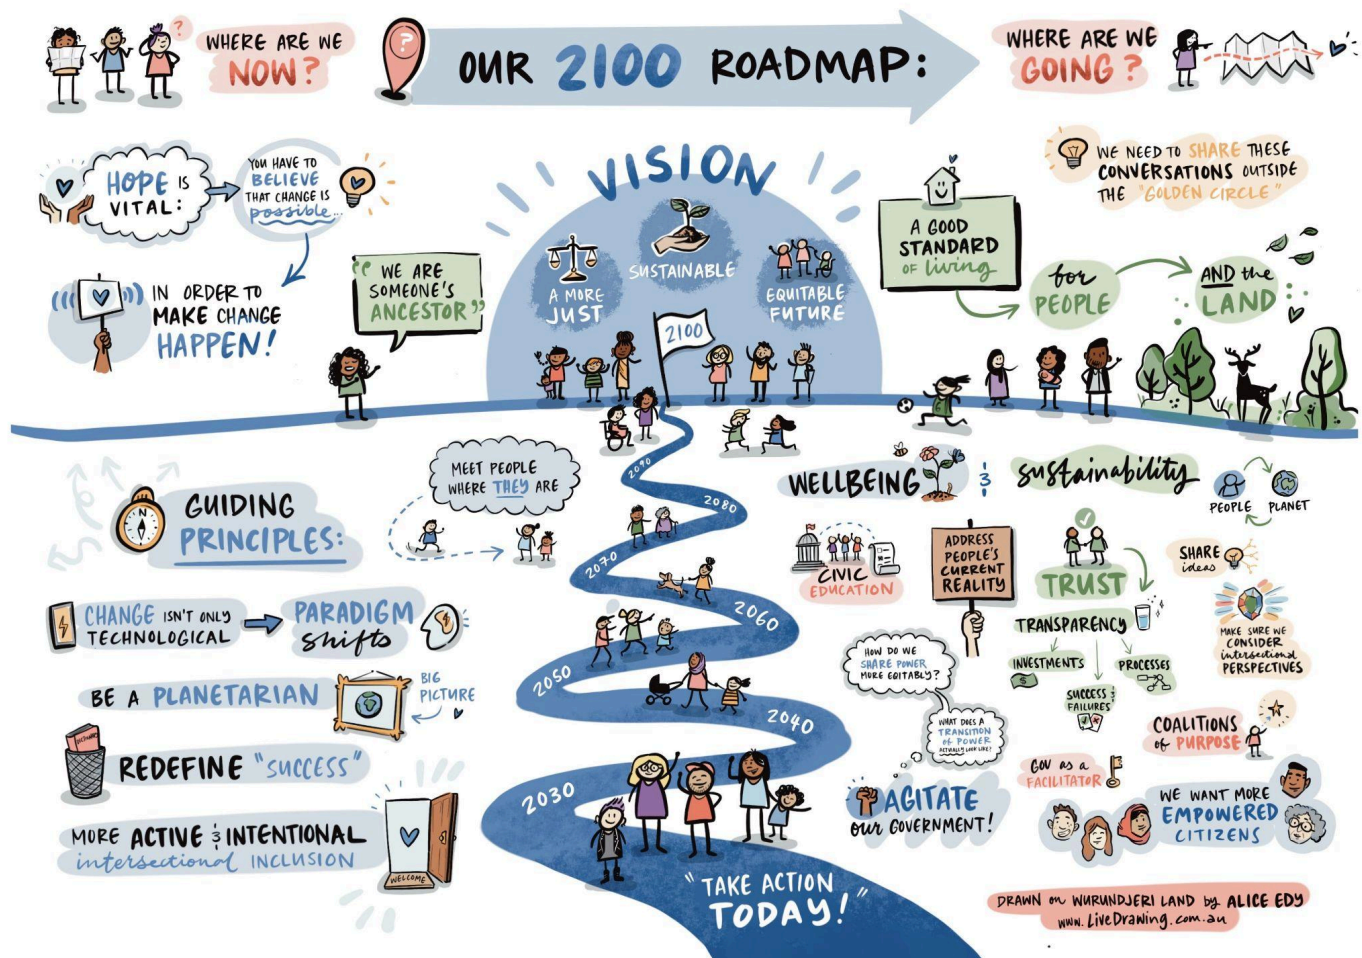 WHERE ARE WE
NOW?
?
?
OUR 2100 ROADMAP:
WHERE ARE WE
GOING?
HOPE IS
VITAL:
YOU HAVE TO
BELIEVE
THAT CHANGE IS
possible...
IN ORDER TO
MAKE CHANGE
HAPPEN!
"WE ARE
SOMEONE'S
ANCESTOR"
VISION
A MORE
JUST
SUSTAINABLE
EQUITABLE
FUTURE
2100
A GOOD
STANDARD
OF living
for
PEOPLE
AND the
LAND
WE NEED TO SHARE THESE
CONVERSATIONS OUTSIDE
THE "GOLDEN CIRCLE"
N
GUIDING
PRINCIPLES:
MEET PEOPLE
WHERE THEY ARE
CHANGE ISN'T ONLY
TECHNOLOGICAL
PARADIGM
shifts
BE A PLANETARIAN
BIG
PICTURE
REDEFINE "SUCCESS"
MORE ACTIVE & INTENTIONAL
intersectional INCLUSION
WELCOME
2090
2080
2070
2060
2050
2040
2030
"TAKE ACTION
TODAY!"
WELLBEING & sustainability
PEOPLE PLANET
CIVIC
EDUCATION
ADDRESS
PEOPLE'S
CURRENT
REALITY
TRUST
TRANSPARENCY
INVESTMENTS
SUCCESS &
FAILURES
PROCESSES
SHARE
ideas
MAKE SURE WE
CONSIDER
intersectional
PERSPECTIVES
HOW DO WE
SHARE POWER
MORE EQITABLY?
WHAT DOES A
TRANSITION
OF POWER
ACTUALLY LOOK LIKE?
AGITATE
our GOVERNMENT!
COALITIONS
of PURPOSE
GOV as a
FACILITATOR
WE WANT MORE
EMPOWERED
CITIZENS
DRAWN on WURUNDJERI LAND by ALICE EDY
www.LiveDrawing.com.au